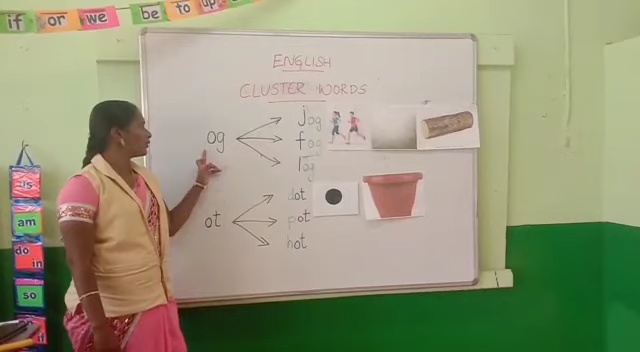 if or we be to up
ENGLISH
CLUSTER WORDS
og
jog
fog
log
ot
dot
pot
hot
is
am
do in
so
it